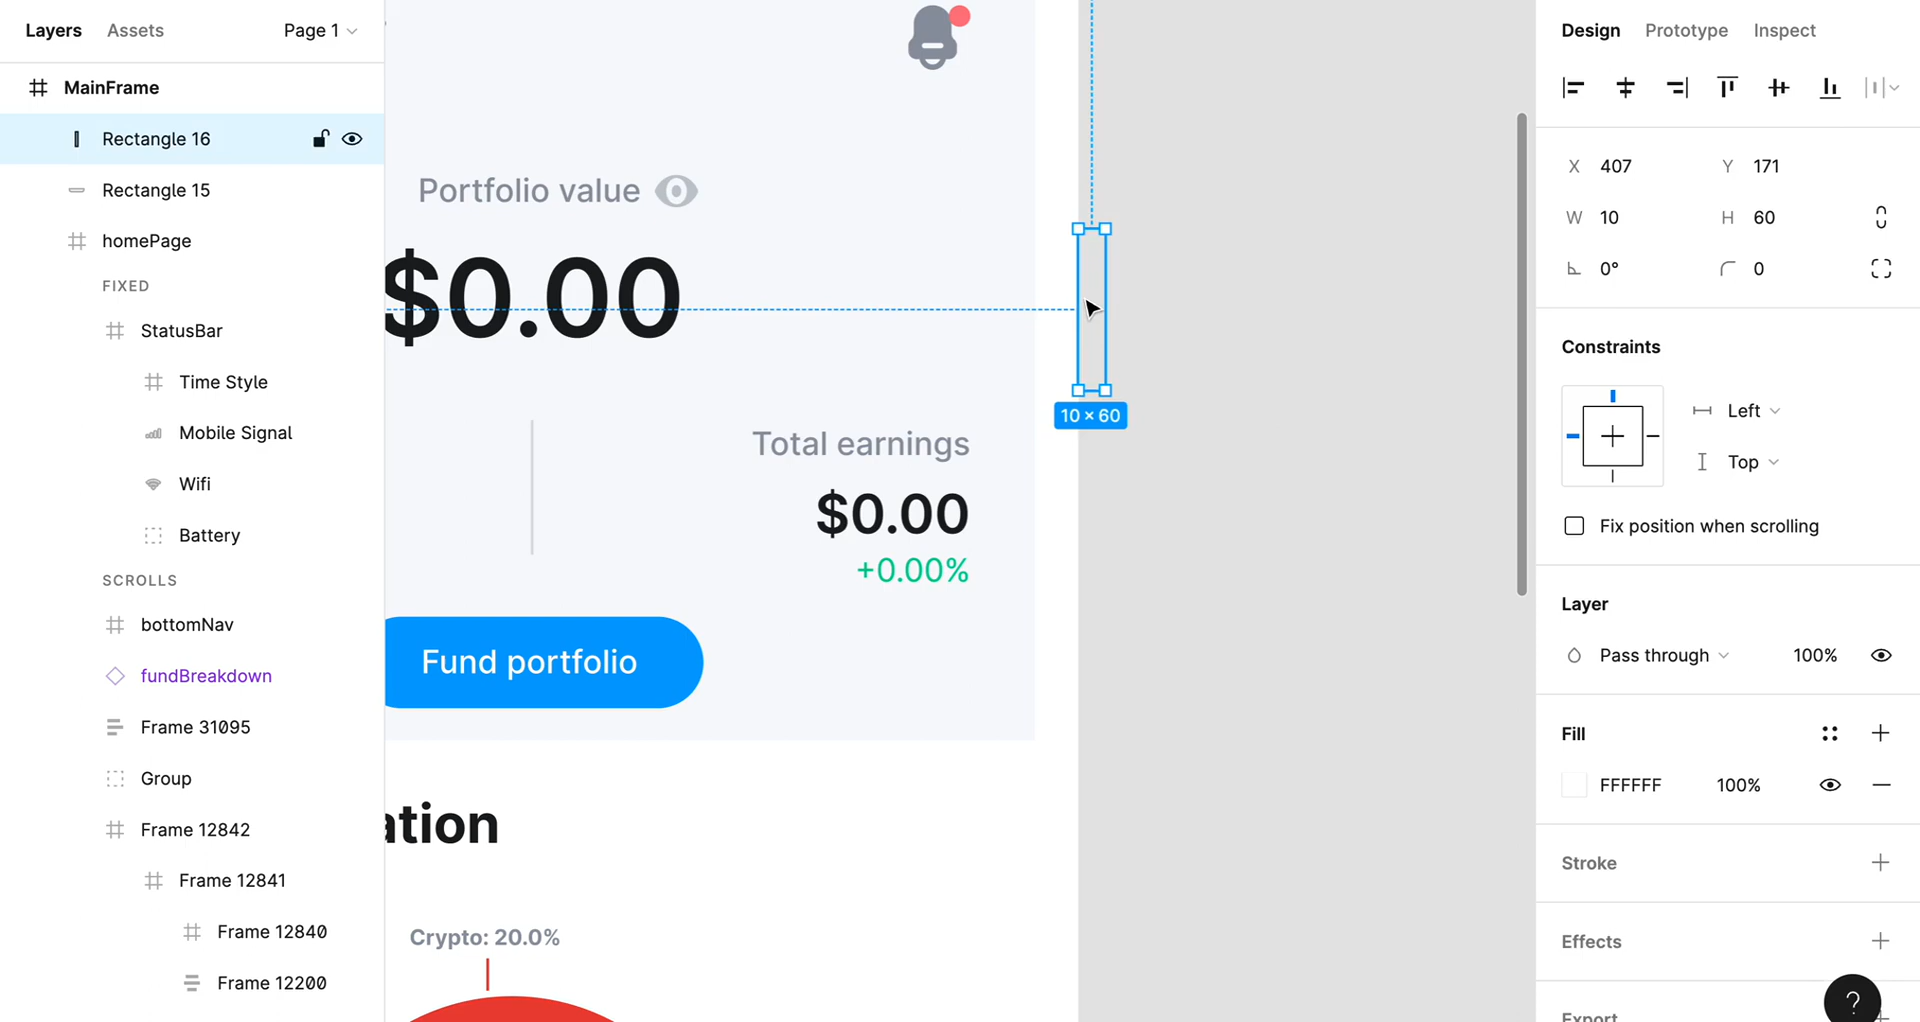 Layers Assets Page 1
MainFrame
Rectangle 16
Rectangle 15
homePage
FIXED
StatusBar
Time Style
Mobile Signal
Wifi
Battery
SCROLLS
bottomNav
fundBreakdown
Frame 31095
Group
Frame 12842
Frame 12841
Frame 12840
Frame 12200
Portfolio value
$0.00
10 × 60
Total earnings
$0.00
+0.00%
Fund portfolio
ation
Crypto: 20.0%
Design Prototype Inspect
X 407 Y 171
W 10 H 60
0° 0
Constraints
Left
Top
Fix position when scrolling
Layer
Pass through 100%
Fill
FFFFFF 100%
Stroke
Effects
Export
?